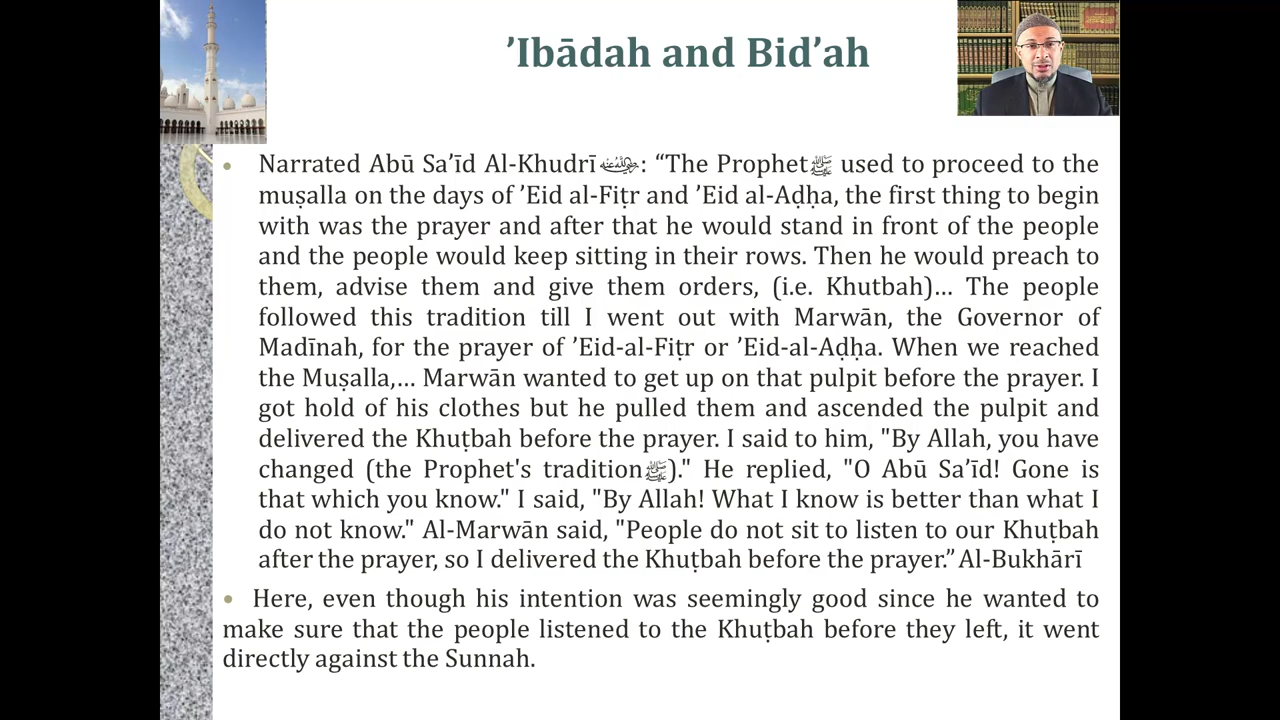 ’Ibādah and Bid’ah
• Narrated Abū Sa’īd Al-Khudrī رضي الله عنه: “The Prophet ﷺ used to proceed to the
muṣalla on the days of ’Eid al-Fiṭr and ’Eid al-Aḍḥa, the first thing to begin
with was the prayer and after that he would stand in front of the people
and the people would keep sitting in their rows. Then he would preach to
them, advise them and give them orders, (i.e. Khutbah)… The people
followed this tradition till I went out with Marwān, the Governor of
Madīnah, for the prayer of ’Eid-al-Fiṭr or ’Eid-al-Aḍḥa. When we reached
the Muṣalla,… Marwān wanted to get up on that pulpit before the prayer. I
got hold of his clothes but he pulled them and ascended the pulpit and
delivered the Khuṭbah before the prayer. I said to him, "By Allah, you have
changed (the Prophet's tradition ﷺ)." He replied, "O Abū Sa’īd! Gone is
that which you know." I said, "By Allah! What I know is better than what I
do not know." Al-Marwān said, "People do not sit to listen to our Khuṭbah
after the prayer, so I delivered the Khuṭbah before the prayer.” Al-Bukhārī
• Here, even though his intention was seemingly good since he wanted to
make sure that the people listened to the Khuṭbah before they left, it went
directly against the Sunnah.